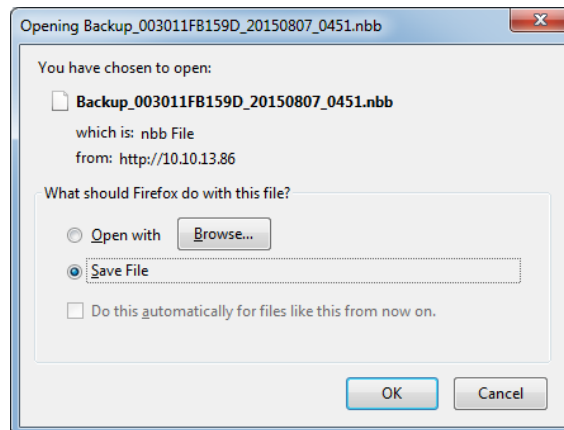 Opening Backup_003011FB159D_20150807_0451.nbb
You have chosen to open:
Backup_003011FB159D_20150807_0451.nbb
which is: nbb File
from: http://10.10.13.86
What should Firefox do with this file?
Open with Browse...
Save File
Do this automatically for files like this from now on.
OK Cancel